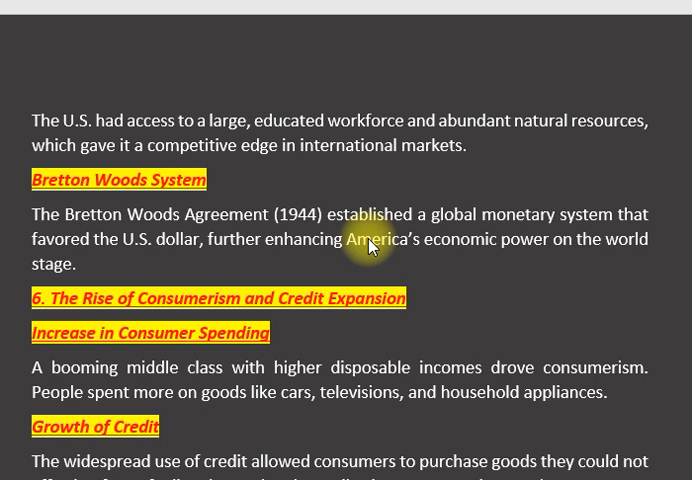 The U.S. had access to a large, educated workforce and abundant natural resources,
which gave it a competitive edge in international markets.
Bretton Woods System
The Bretton Woods Agreement (1944) established a global monetary system that
favored the U.S. dollar, further enhancing America's economic power on the world
stage.
6. The Rise of Consumerism and Credit Expansion
Increase in Consumer Spending
A booming middle class with higher disposable incomes drove consumerism.
People spent more on goods like cars, televisions, and household appliances.
Growth of Credit
The widespread use of credit allowed consumers to purchase goods they could not